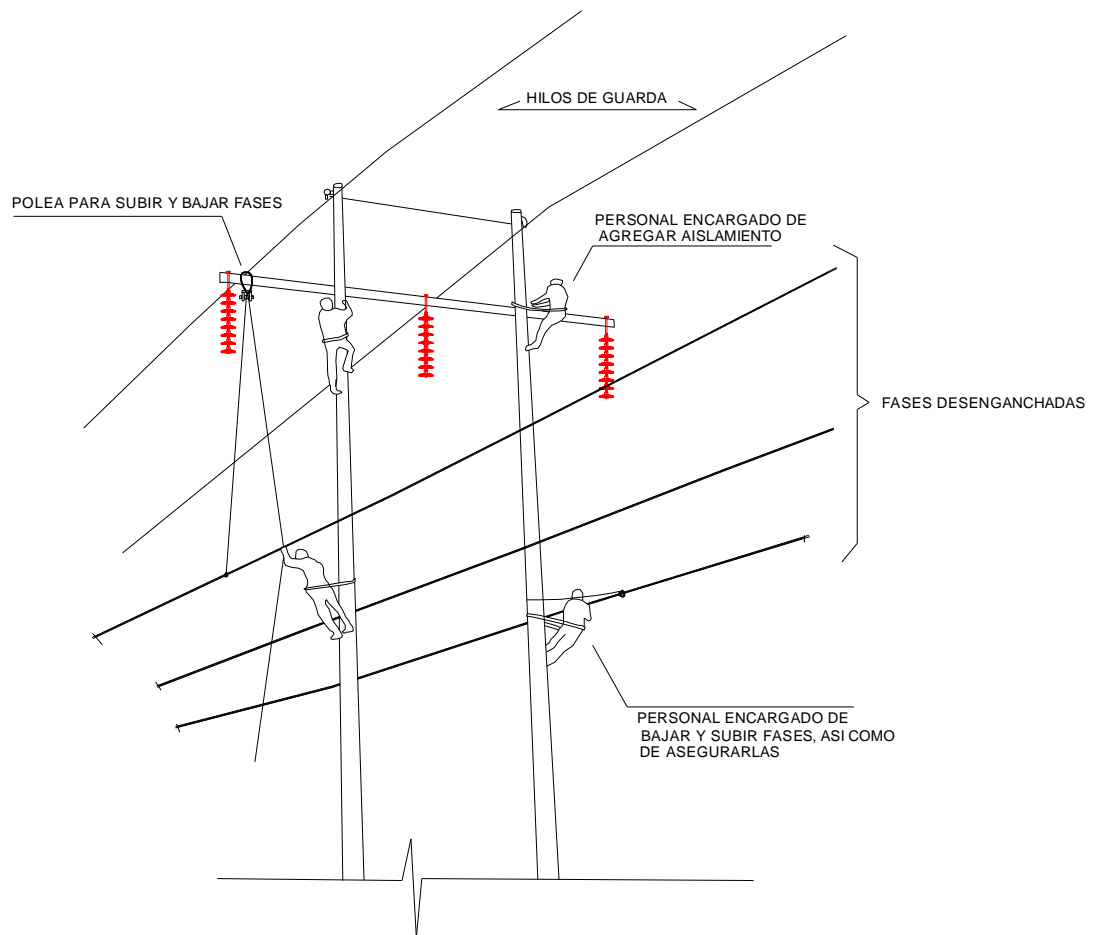 HILOS DE GUARDA
POLEA PARA SUBIR Y BAJAR FASES
PERSONAL ENCARGADO DE
AGREGAR AISLAMIENTO
FASES DESENGANCHADAS
PERSONAL ENCARGADO DE
BAJAR Y SUBIR FASES, ASI COMO
DE ASEGURARLAS